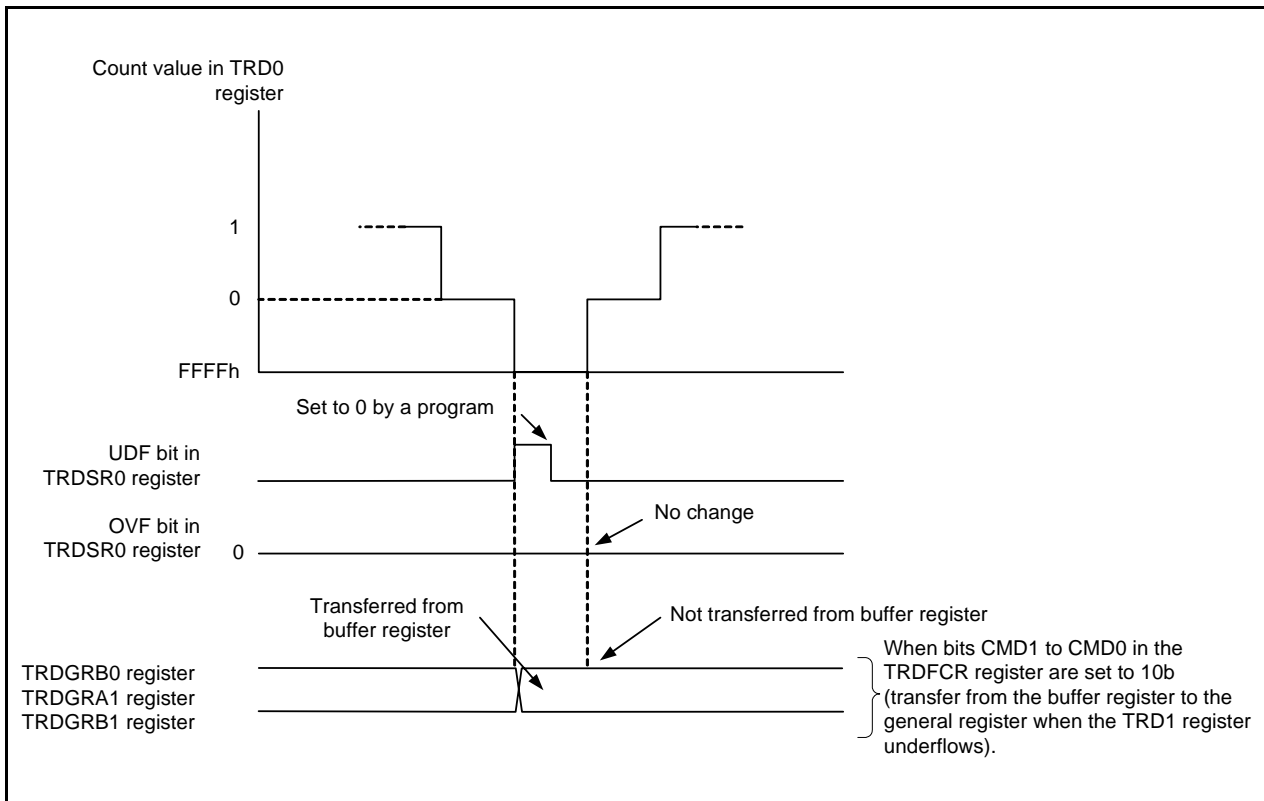 Count value in TRD0
register
1
0
FFFFh
Set to 0 by a program
UDF bit in
TRDSR0 register
No change
OVF bit in
TRDSR0 register
0
Transferred from
buffer register
Not transferred from buffer register
TRDGRB0 register
TRDGRA1 register
TRDGRB1 register
When bits CMD1 to CMD0 in the
TRDFCR register are set to 10b
(transfer from the buffer register to the
general register when the TRD1 register
underflows).